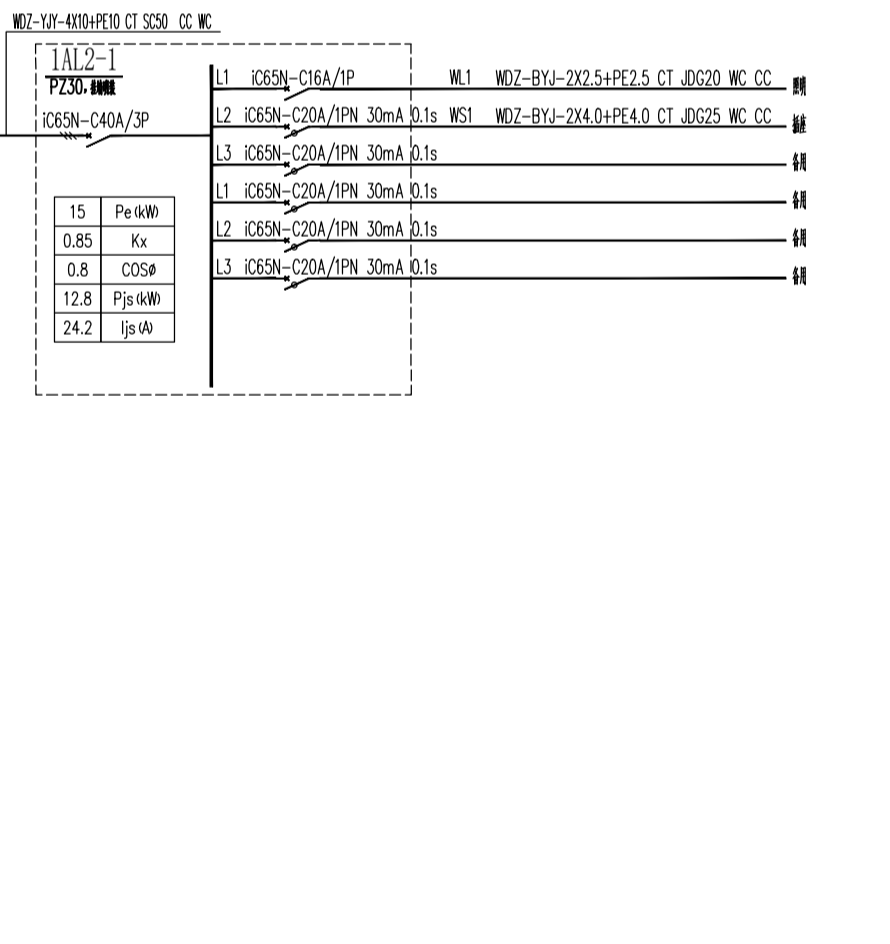 WDZ-YJY-4X10+PE10 CT SC50 CC WC
1AL2-1
PZ30,
iC65N-C40A/3P
L1 iC65N-C16A/1P WL1 WDZ-BYJ-2X2.5+PE2.5 CT JDG20 WC CC 照明
L2 iC65N-C20A/1PN 30mA 0.1s WS1 WDZ-BYJ-2X4.0+PE4.0 CT JDG25 WC CC 插座
L3 iC65N-C20A/1PN 30mA 0.1s 备用
L1 iC65N-C20A/1PN 30mA 0.1s 备用
L2 iC65N-C20A/1PN 30mA 0.1s 备用
L3 iC65N-C20A/1PN 30mA 0.1s 备用
15 Pe(kW)
0.85 Kx
0.8 COSø
12.8 Pjs(kW)
24.2 Ijs(A)